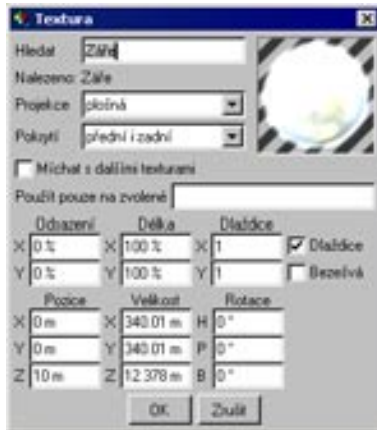 Textura
Hledat Záře
Nalezeno: Záře
Projekce plošná
Pokrytí přední i zadní
Míchat s dalšími texturami
Použít pouze na zvolené
Odsazení Délka Dlaždice
X 0 % X 100 % X 1 Dlaždice
Y 0 % Y 100 % Y 1 Bezešvá
Pozice Velikost Rotace
X 0 m X 340.01 m H 0 °
Y 0 m Y 340.01 m P 0 °
Z 10 m Z 12.378 m B 0 °
OK Zrušit